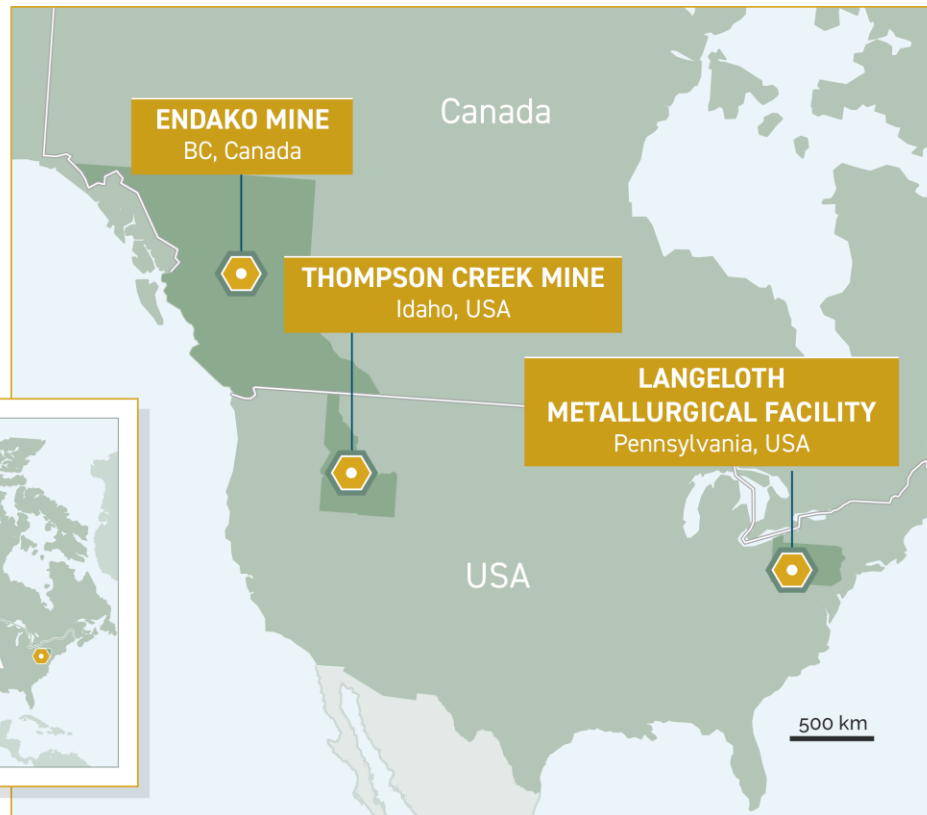 Canada
ENDAKO MINE
BC, Canada
THOMPSON CREEK MINE
Idaho, USA
LANGELOTH
METALLURGICAL FACILITY
Pennsylvania, USA
USA
500 km